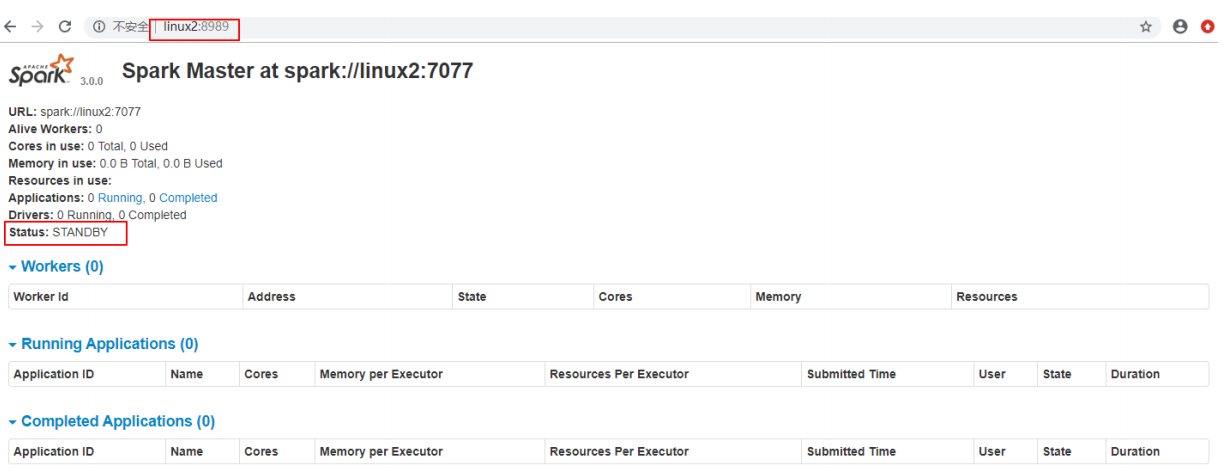 不安全 | linux2:8989
APACHE
Spark 3.0.0 Spark Master at spark://linux2:7077
URL: spark://linux2:7077
Alive Workers: 0
Cores in use: 0 Total, 0 Used
Memory in use: 0.0 B Total, 0.0 B Used
Resources in use:
Applications: 0 Running, 0 Completed
Drivers: 0 Running, 0 Completed
Status: STANDBY
Workers (0)
Worker Id Address State Cores Memory Resources
Running Applications (0)
Application ID Name Cores Memory per Executor Resources Per Executor Submitted Time User State Duration
Completed Applications (0)
Application ID Name Cores Memory per Executor Resources Per Executor Submitted Time User State Duration